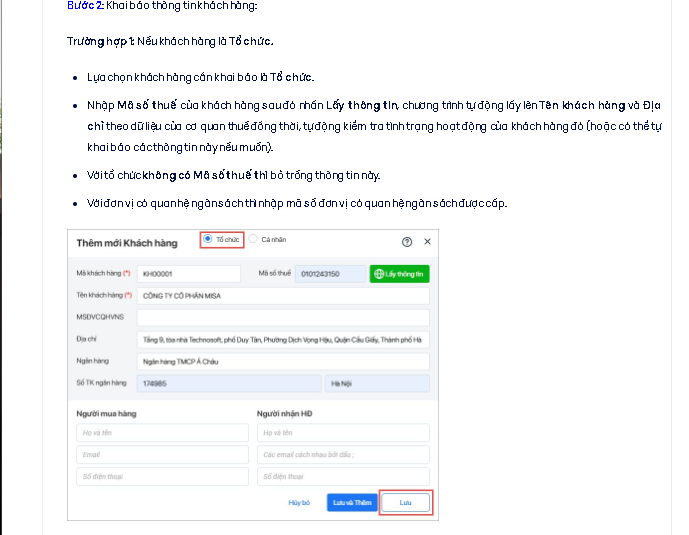 Bước 2: Khai báo thông tin khách hàng:
Trường hợp 1: Nếu khách hàng là Tổ chức.
Lựa chọn khách hàng cần khai báo là Tổ chức.
Nhập Mã số thuế của khách hàng sau đó nhấn Lấy thông tin, chương trình tự động lấy lên Tên khách hàng và Địa
chỉ theo dữ liệu của cơ quan thuế đồng thời, tự động kiểm tra tình trạng hoạt động của khách hàng đó (hoặc có thể tự
khai báo các thông tin này nếu muốn).
Với tổ chức không có Mã số thuế thì bỏ trống thông tin này.
Với đơn vị có quan hệ ngân sách thì nhập mã số đơn vị có quan hệ ngân sách được cấp.
Thêm mới Khách hàng Tổ chức Cá nhân
Mã khách hàng (*) KH00001 Mã số thuế 0101243150 Lấy thông tin
Tên khách hàng (*) CÔNG TY CỔ PHẦN MISA
MSDVCQHVNS
Địa chỉ Tầng 9, tòa nhà Technosoft, phố Duy Tân, Phường Dịch Vọng Hậu, Quận Cầu Giấy, Thành phố Hà
Ngân hàng Ngân hàng TMCP Á Châu
Số TK ngân hàng 174985 Hà Nội
Người mua hàng Người nhận HĐ
Họ và tên Họ và tên
Email Các email cách nhau bởi dấu ;
Số điện thoại Số điện thoại
Hủy bỏ Lưu và Thêm Lưu